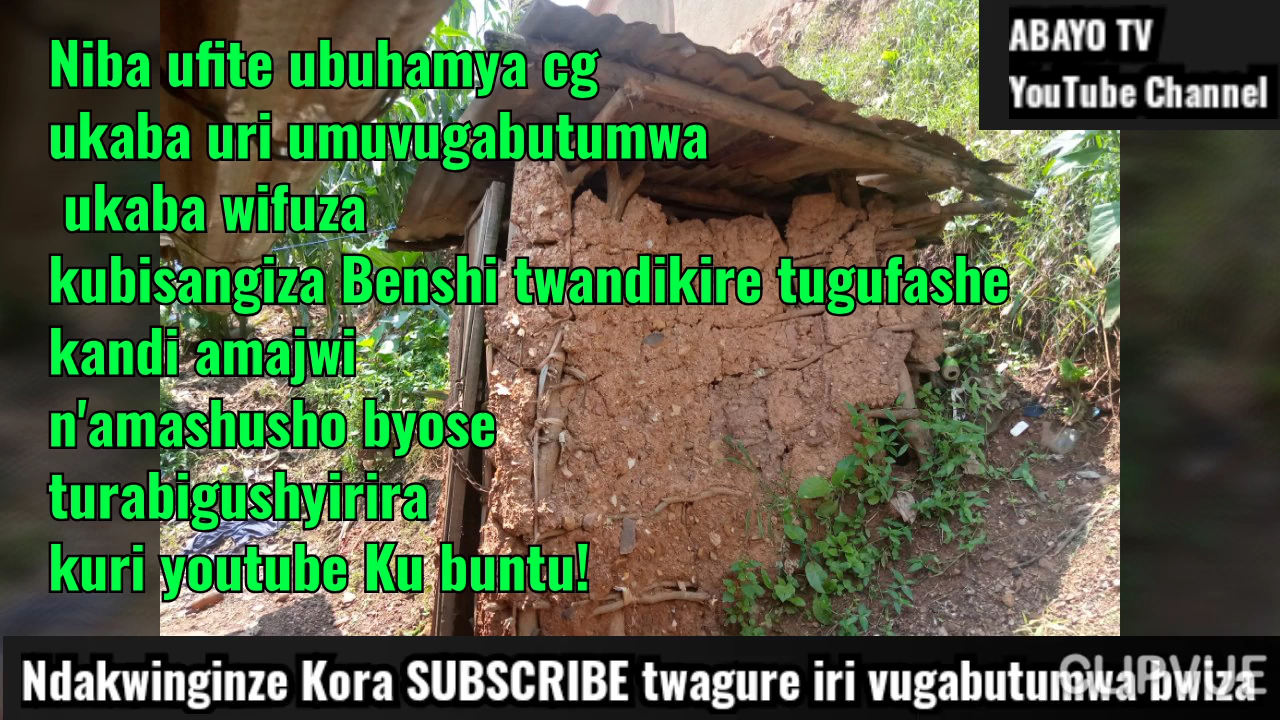 Niba ufite ubuhamya cg
ukaba uri umuvugabutumwa
ukaba wifuza
kubisangiza Benshi twandikire tugufashe
kandi amajwi
n'amashusho byose
turabigushyirira
kuri youtube Ku buntu!
ABAYO TV
YouTube Channel
Ndakwinginze Kora SUBSCRIBE twagure iri vugabutumwa bwiza
CLIPVUE